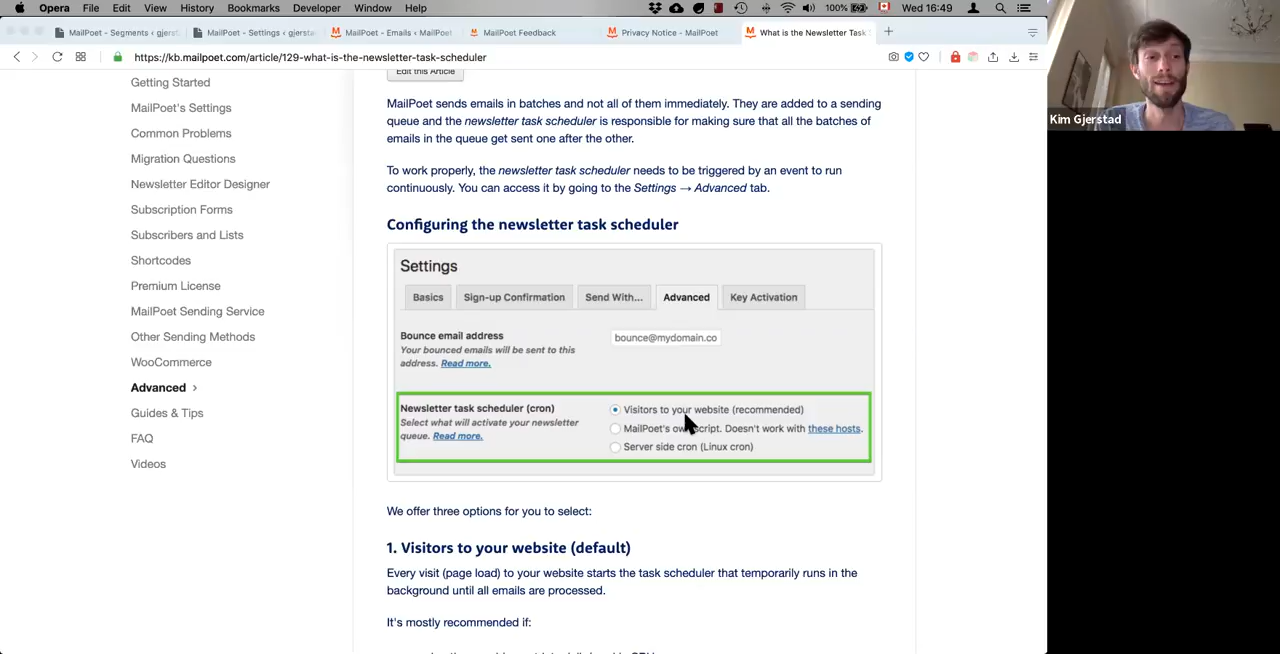 Opera File Edit View History Bookmarks Developer Window Help 100% Wed 16:49
MailPoet - Segments ‹ gjerst
MailPoet - Settings ‹ gjersta
MailPoet - Emails ‹ MailPoet
MailPoet Feedback
Privacy Notice - MailPoet
What is the Newsletter Task
https://kb.mailpoet.com/article/129-what-is-the-newsletter-task-scheduler
Getting Started
MailPoet's Settings
Common Problems
Migration Questions
Newsletter Editor Designer
Subscription Forms
Subscribers and Lists
Shortcodes
Premium License
MailPoet Sending Service
Other Sending Methods
WooCommerce
Advanced ›
Guides & Tips
FAQ
Videos
Edit this Article
MailPoet sends emails in batches and not all of them immediately. They are added to a sending
queue and the newsletter task scheduler is responsible for making sure that all the batches of
emails in the queue get sent one after the other.
To work properly, the newsletter task scheduler needs to be triggered by an event to run
continuously. You can access it by going to the Settings → Advanced tab.
Configuring the newsletter task scheduler
Settings
Basics Sign-up Confirmation Send With... Advanced Key Activation
Bounce email address
Your bounced emails will be sent to this
address. Read more.
bounce@mydomain.co
Newsletter task scheduler (cron)
Select what will activate your newsletter
queue. Read more.
Visitors to your website (recommended)
MailPoet's own script. Doesn't work with these hosts.
Server side cron (Linux cron)
We offer three options for you to select:
1. Visitors to your website (default)
Every visit (page load) to your website starts the task scheduler that temporarily runs in the
background until all emails are processed.
It's mostly recommended if:
Kim Gjerstad